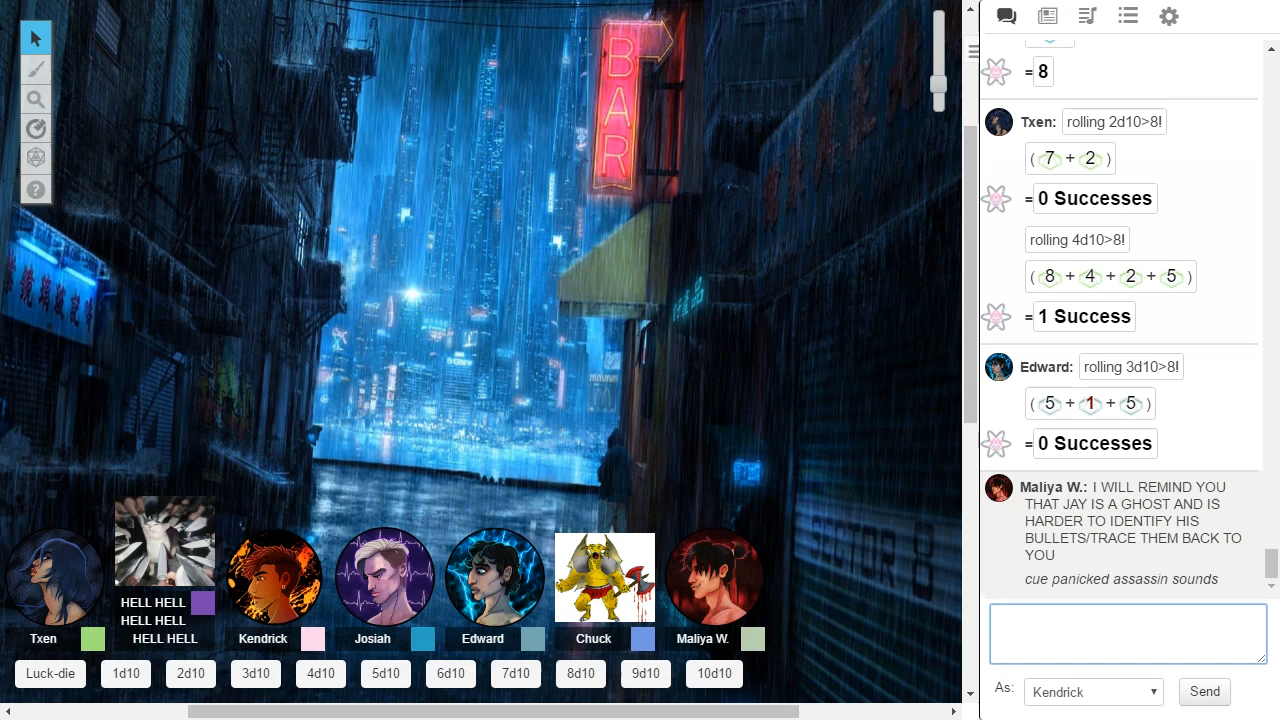 BAR
SECTOR 8
= 8
Txen: rolling 2d10>8!
( 7 + 2 )
= 0 Successes
rolling 4d10>8!
( 8 + 4 + 2 + 5 )
= 1 Success
Edward: rolling 3d10>8!
( 5 + 1 + 5 )
= 0 Successes
Maliya W.: I WILL REMIND YOU
THAT JAY IS A GHOST AND IS
HARDER TO IDENTIFY HIS
BULLETS/TRACE THEM BACK TO
YOU
cue panicked assassin sounds
HELL HELL
HELL HELL
HELL HELL
Txen
Kendrick
Josiah
Edward
Chuck
Maliya W.
Luck-die
1d10
2d10
3d10
4d10
5d10
6d10
7d10
8d10
9d10
10d10
As:
Kendrick
Send